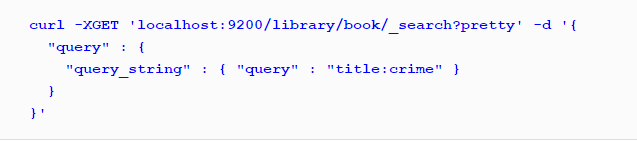 curl -XGET 'localhost:9200/library/book/_search?pretty' -d '{
  "query" : {
    "query_string" : { "query" : "title:crime" }
  }
}'